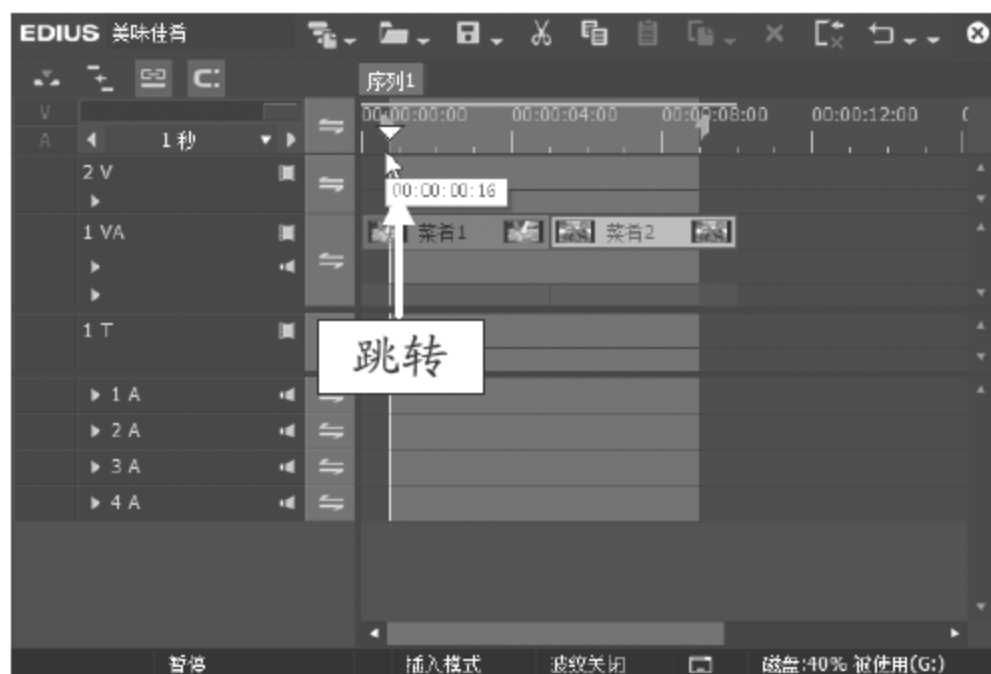 EDIUS 美味佳肴
序列1
V
A
1 秒
00:00:00:00 00:00:04:00 00:00:08:00 00:00:12:00
2 V
00:00:00:16
1 VA
菜肴1 菜肴2
1 T
跳转
1 A
2 A
3 A
4 A
暂停 插入模式 波纹关闭 磁盘:40% 被使用(G:)